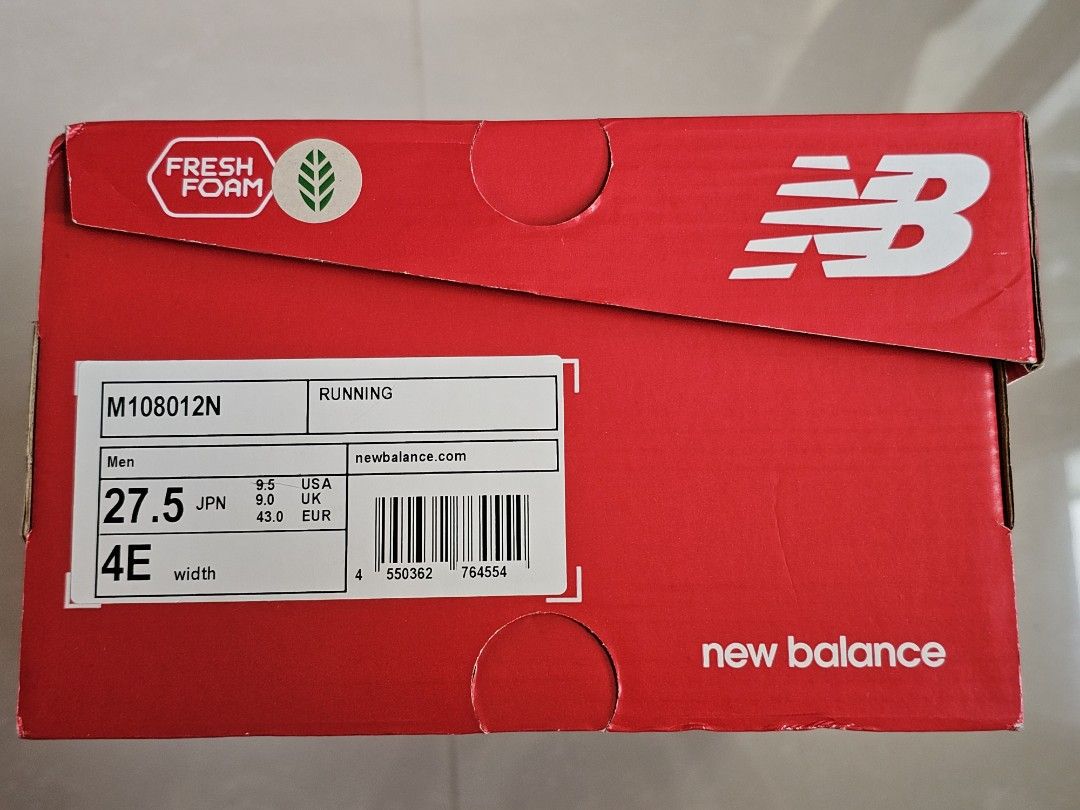 FRESH
FOAM
NB
M108012N
RUNNING
Men
newbalance.com
27.5 JPN
9.5 USA
9.0 UK
43.0 EUR
4E width
4 550362 764554
new balance